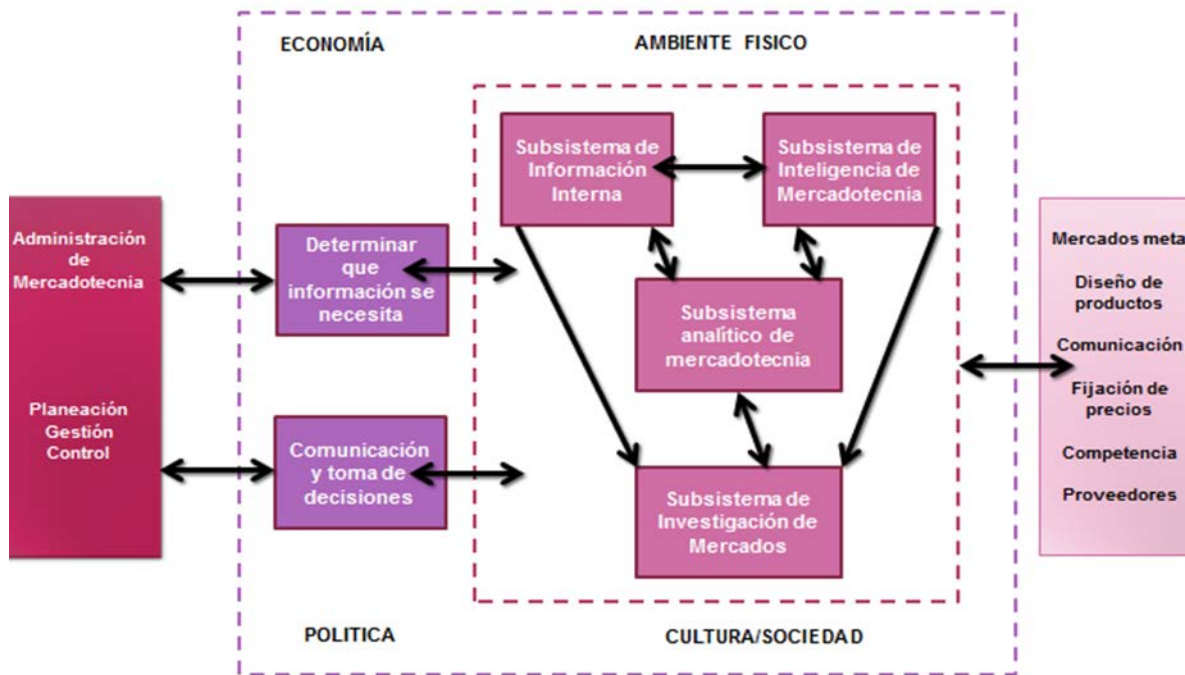 ECONOMÍA
AMBIENTE FISICO
Administración
de
Mercadotecnia
Planeación
Gestión
Control
Determinar
que
información se
necesita
Comunicación
y toma de
decisiones
Subsistema de
Información
Interna
Subsistema de
Inteligencia de
Mercadotecnia
Subsistema
analítico de
mercadotecnia
Subsistema de
Investigación de
Mercados
Mercados meta
Diseño de
productos
Comunicación
Fijación de
precios
Competencia
Proveedores
POLITICA
CULTURA/SOCIEDAD